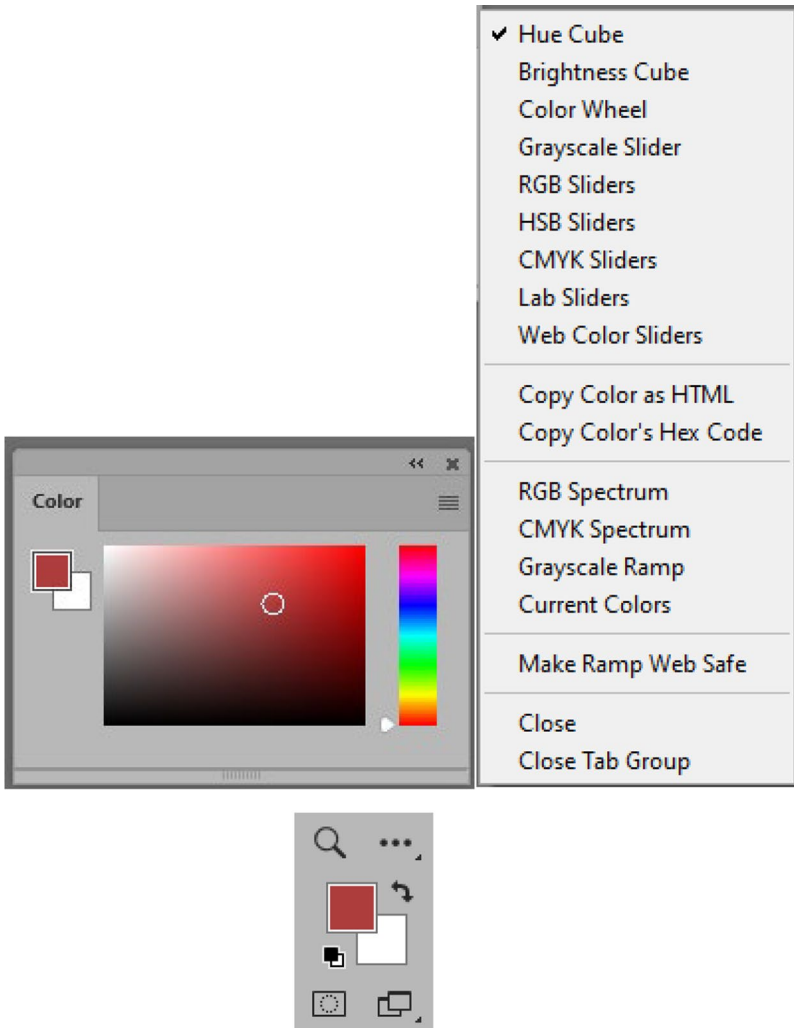 Hue Cube
Brightness Cube
Color Wheel
Grayscale Slider
RGB Sliders
HSB Sliders
CMYK Sliders
Lab Sliders
Web Color Sliders
Copy Color as HTML
Copy Color's Hex Code
RGB Spectrum
CMYK Spectrum
Grayscale Ramp
Current Colors
Make Ramp Web Safe
Close
Close Tab Group
Color